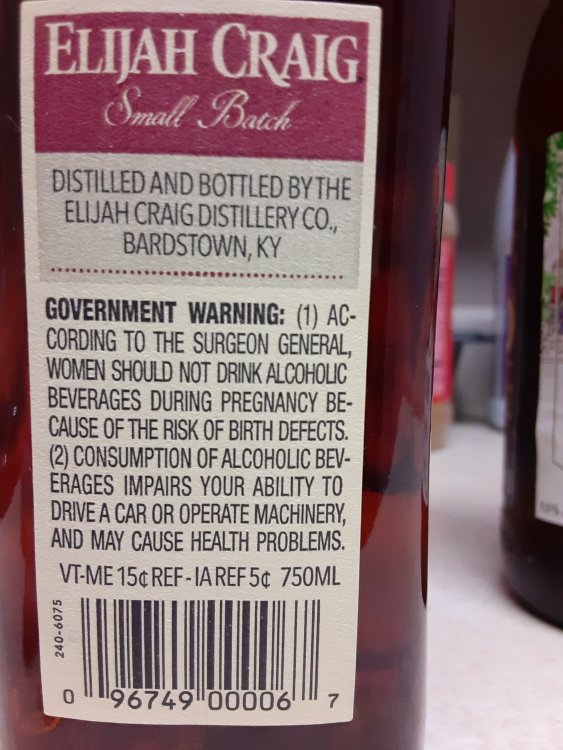 ELIJAH CRAIG
Small Batch
DISTILLED AND BOTTLED BY THE
ELIJAH CRAIG DISTILLERY CO.,
BARDSTOWN, KY
GOVERNMENT WARNING: (1) AC-
CORDING TO THE SURGEON GENERAL,
WOMEN SHOULD NOT DRINK ALCOHOLIC
BEVERAGES DURING PREGNANCY BE-
CAUSE OF THE RISK OF BIRTH DEFECTS.
(2) CONSUMPTION OF ALCOHOLIC BEV-
ERAGES IMPAIRS YOUR ABILITY TO
DRIVE A CAR OR OPERATE MACHINERY,
AND MAY CAUSE HEALTH PROBLEMS.
VT-ME 15¢ REF - IA REF 5¢ 750ML
240-6075
0 96749 00006 7